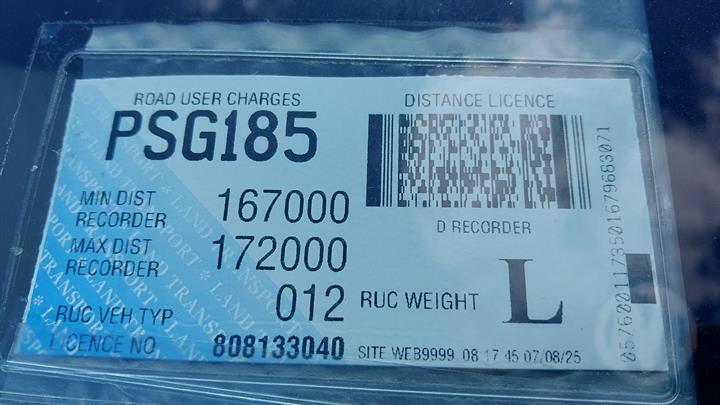 ROAD USER CHARGES
DISTANCE LICENCE
PSG185
MIN DIST RECORDER 167000
D RECORDER
MAX DIST RECORDER 172000
RUC VEH TYP 012
RUC WEIGHT L
LICENCE NO 808133040
SITE WEB9999 08 17 45 07/08/25
0576001173501679683071